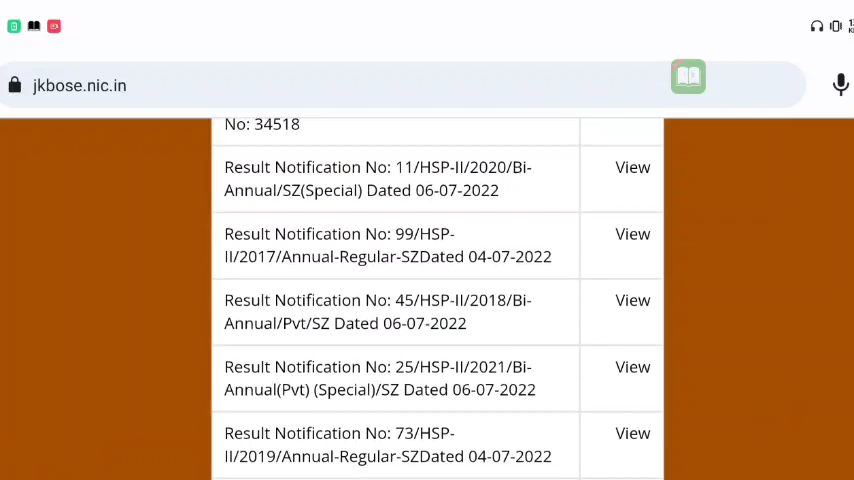 jkbose.nic.in
No: 34518
Result Notification No: 11/HSP-II/2020/Bi-
Annual/SZ(Special) Dated 06-07-2022
View
Result Notification No: 99/HSP-
II/2017/Annual-Regular-SZDated 04-07-2022
View
Result Notification No: 45/HSP-II/2018/Bi-
Annual/Pvt/SZ Dated 06-07-2022
View
Result Notification No: 25/HSP-II/2021/Bi-
Annual(Pvt) (Special)/SZ Dated 06-07-2022
View
Result Notification No: 73/HSP-
II/2019/Annual-Regular-SZDated 04-07-2022
View